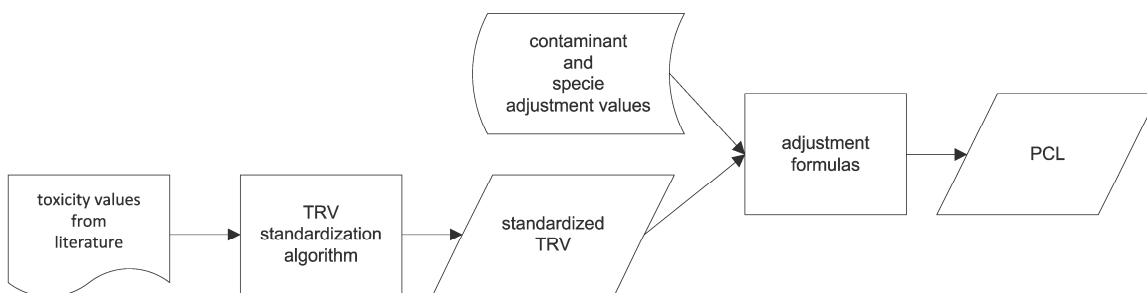 contaminant
and
specie
adjustment values
adjustment
formulas
PCL
toxicity values
from
literature
TRV
standardization
algorithm
standardized
TRV